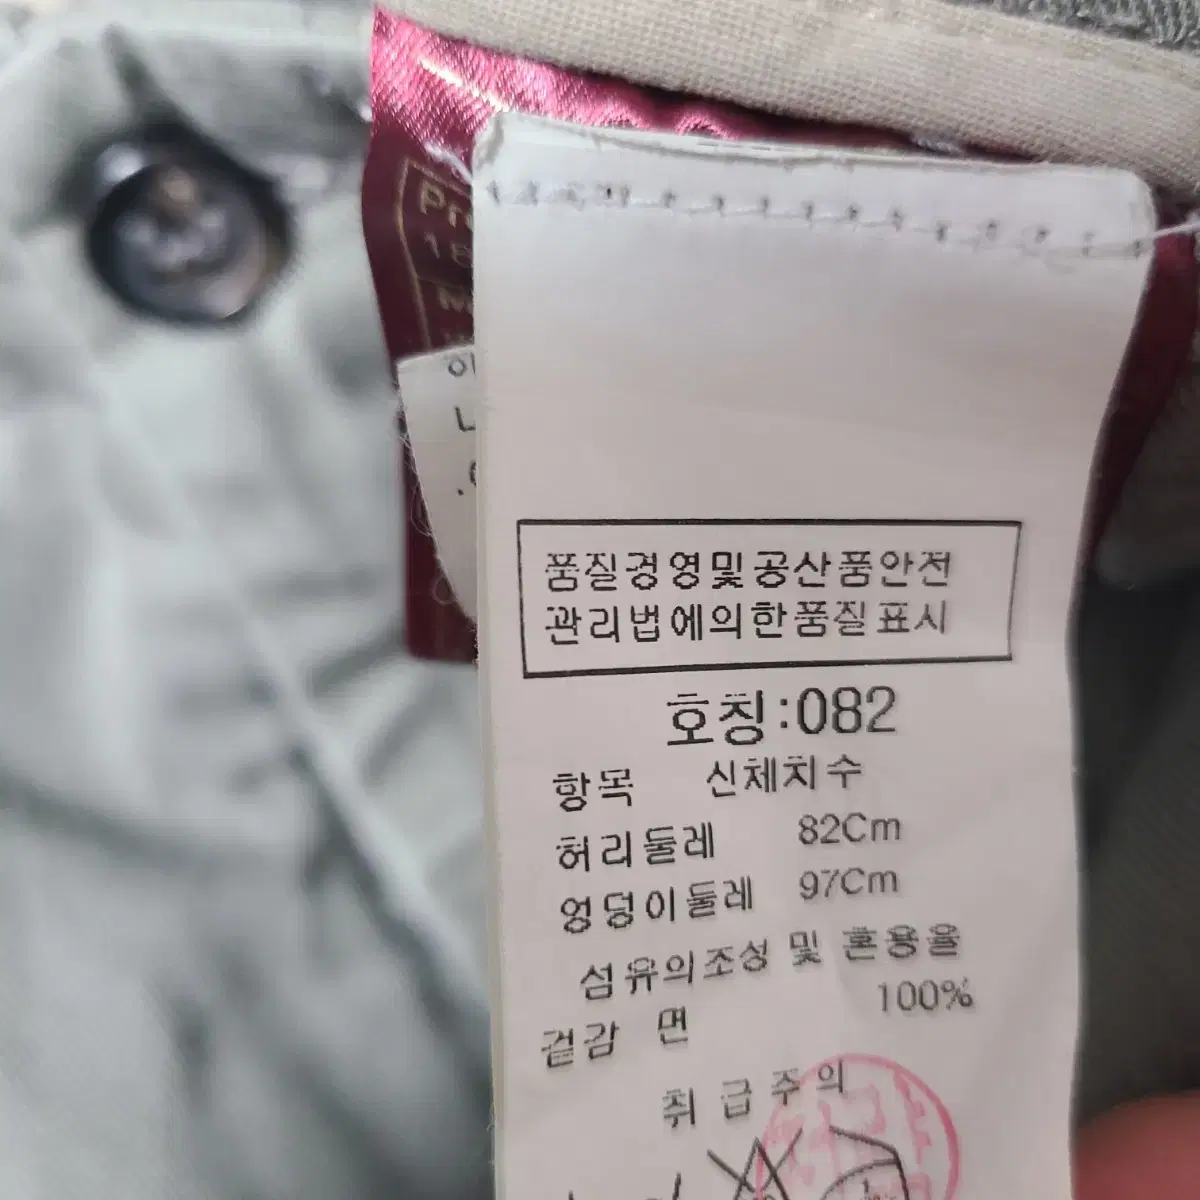 품질경영및공산품안전
관리법에의한품질표시
호칭:082
항목 신체치수
허리둘레 82Cm
엉덩이둘레 97Cm
섬유의조성 및 혼용율
겉감 면 100%
취급주의